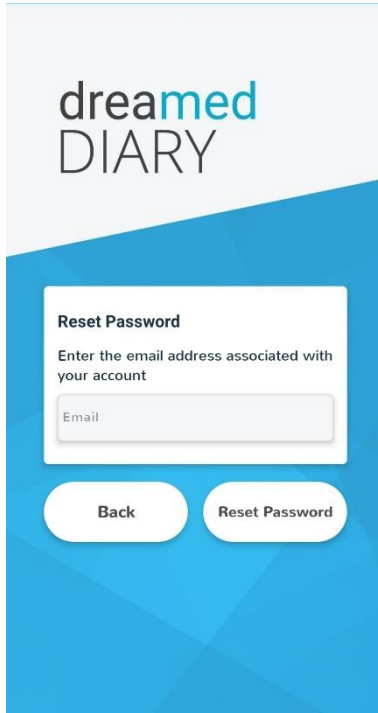 dreamed
DIARY
Reset Password
Enter the email address associated with
your account
Email
Back
Reset Password